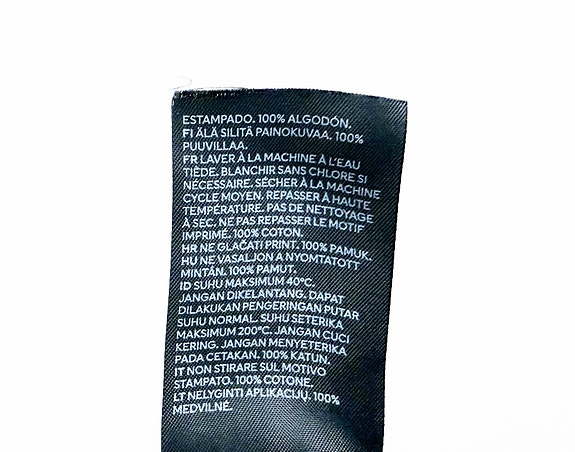 ESTAMPADO. 100% ALGODÓN.
FI ÄLÄ SILITÄ PAINOKUVAA. 100%
PUUVILLAA.
FR LAVER À LA MACHINE À L'EAU
TIÈDE. BLANCHIR SANS CHLORE SI
NÉCESSAIRE. SÉCHER À LA MACHINE
CYCLE MOYEN. REPASSER À HAUTE
TEMPÉRATURE. PAS DE NETTOYAGE
À SEC, NE PAS REPASSER LE MOTIF
IMPRIMÉ. 100% COTON.
HR NE GLAČATI PRINT. 100% PAMUK.
HU NE VASALJON A NYOMTATOTT
MINTÁN. 100% PAMUT.
ID SUHU MAKSIMUM 40°C.
JANGAN DIKELANTANG. DAPAT
DILAKUKAN PENGERINGAN PUTAR
SUHU NORMAL. SUHU SETERIKA
MAKSIMUM 200°C. JANGAN CUCI
KERING. JANGAN MENYETERIKA
PADA CETAKAN. 100% KATUN.
IT NON STIRARE SUL MOTIVO
STAMPATO. 100% COTONE.
LT NELYGINTI APLIKACIJŲ. 100%
MEDVILNĖ.